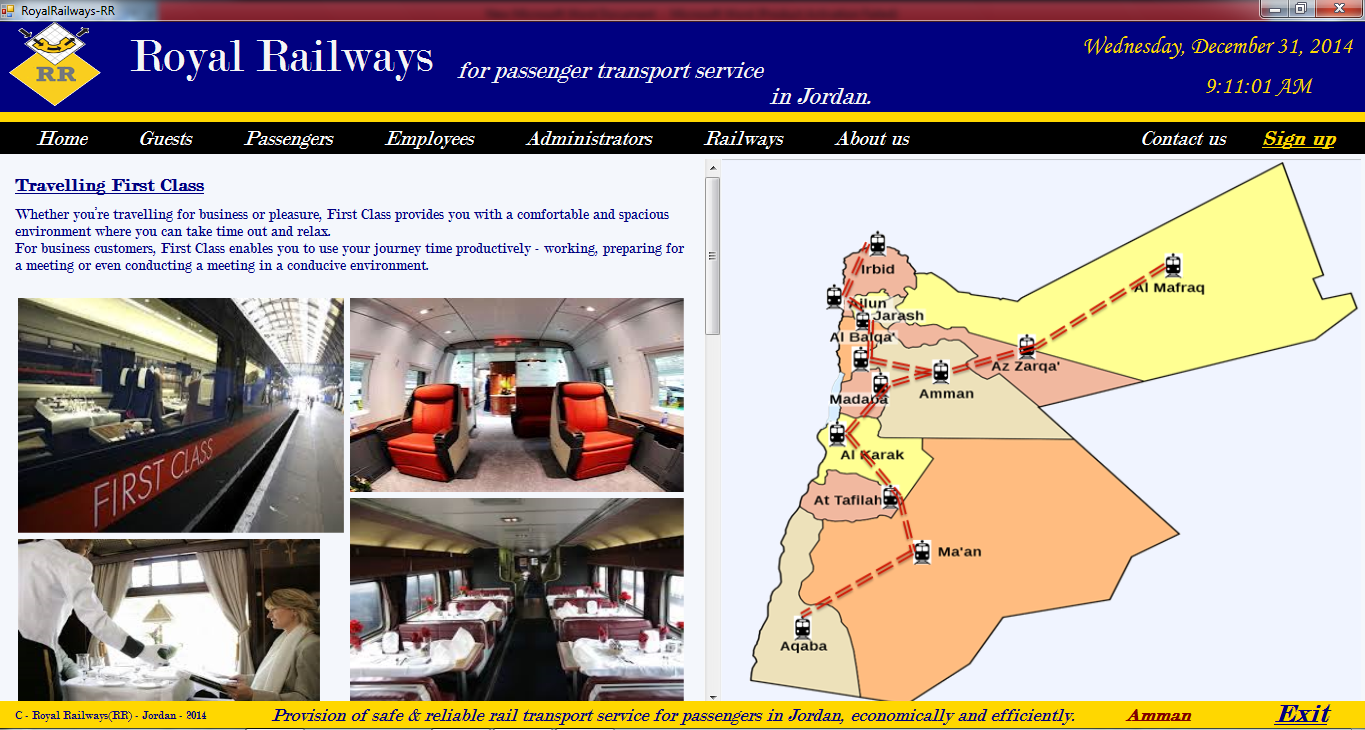 RoyalRailways-RR
RR
Royal Railways
for passenger transport service
in Jordan.
Wednesday, December 31, 2014
9:11:01 AM
Home Guests Passengers Employees Administrators Railways About us Contact us Sign up
Travelling First Class
Whether you're travelling for business or pleasure, First Class provides you with a comfortable and spacious
environment where you can take time out and relax.
For business customers, First Class enables you to use your journey time productively - working, preparing for
a meeting or even conducting a meeting in a conducive environment.
FIRST CLASS
Irbid
Al Mafraq
Ajlun
Jarash
Al Balqa'
Az Zarqa'
Madaba
Amman
Al Karak
At Tafilah
Ma'an
Aqaba
C - Royal Railways(RR) - Jordan - 2014
Provision of safe & reliable rail transport service for passengers in Jordan, economically and efficiently.
Amman
Exit